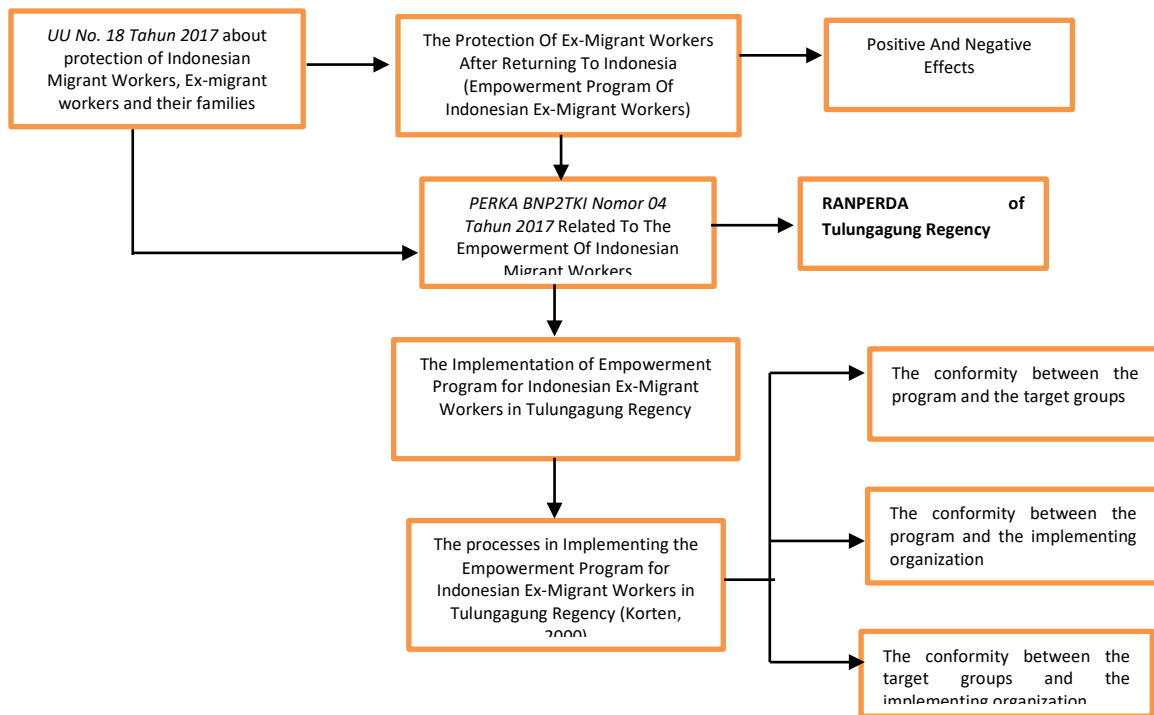 UU No. 18 Tahun 2017 about
protection of Indonesian
Migrant Workers, Ex-migrant
workers and their families
The Protection Of Ex-Migrant Workers
After Returning To Indonesia
(Empowerment Program Of
Indonesian Ex-Migrant Workers)
Positive And Negative
Effects
PERKA BNP2TKI Nomor 04
Tahun 2017 Related To The
Empowerment Of Indonesian
Migrant Workers
RANPERDA of
Tulungagung Regency
The Implementation of Empowerment
Program for Indonesian Ex-Migrant
Workers in Tulungagung Regency
The processes in Implementing the
Empowerment Program for
Indonesian Ex-Migrant Workers in
Tulungagung Regency (Korten,
2000)
The conformity between the
program and the target groups
The conformity between the
program and the implementing
organization
The conformity between the
target groups and the
implementing organization